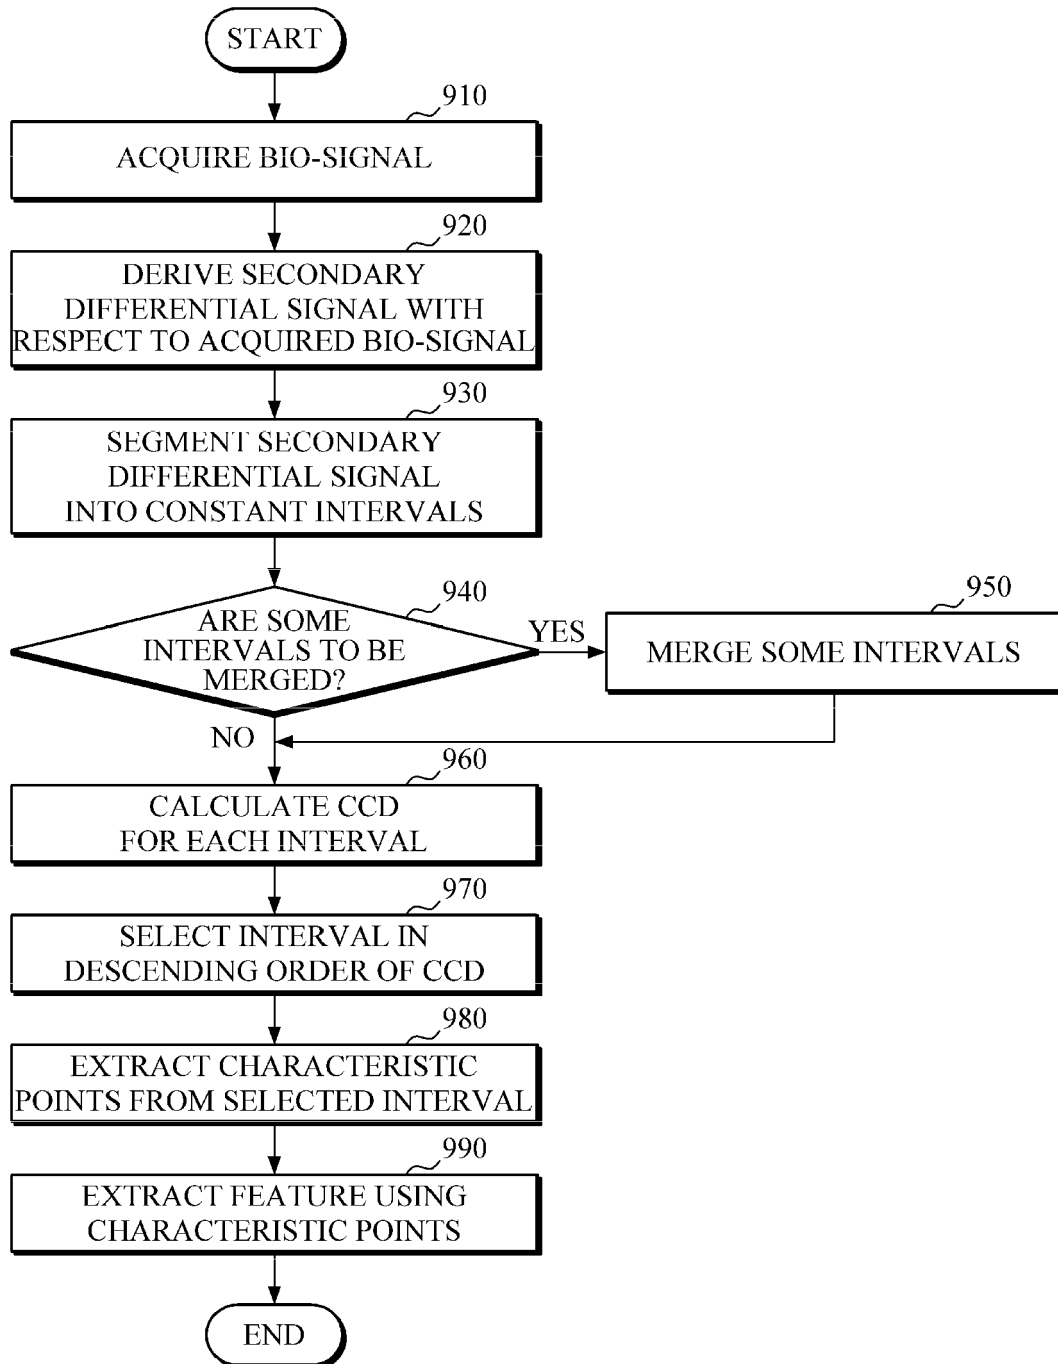 START
910
ACQUIRE BIO-SIGNAL
920
DERIVE SECONDARY
DIFFERENTIAL SIGNAL WITH
RESPECT TO ACQUIRED BIO-SIGNAL
930
SEGMENT SECONDARY
DIFFERENTIAL SIGNAL
INTO CONSTANT INTERVALS
940
ARE SOME
INTERVALS TO BE
MERGED?
YES
950
MERGE SOME INTERVALS
NO
960
CALCULATE CCD
FOR EACH INTERVAL
970
SELECT INTERVAL IN
DESCENDING ORDER OF CCD
980
EXTRACT CHARACTERISTIC
POINTS FROM SELECTED INTERVAL
990
EXTRACT FEATURE USING
CHARACTERISTIC POINTS
END